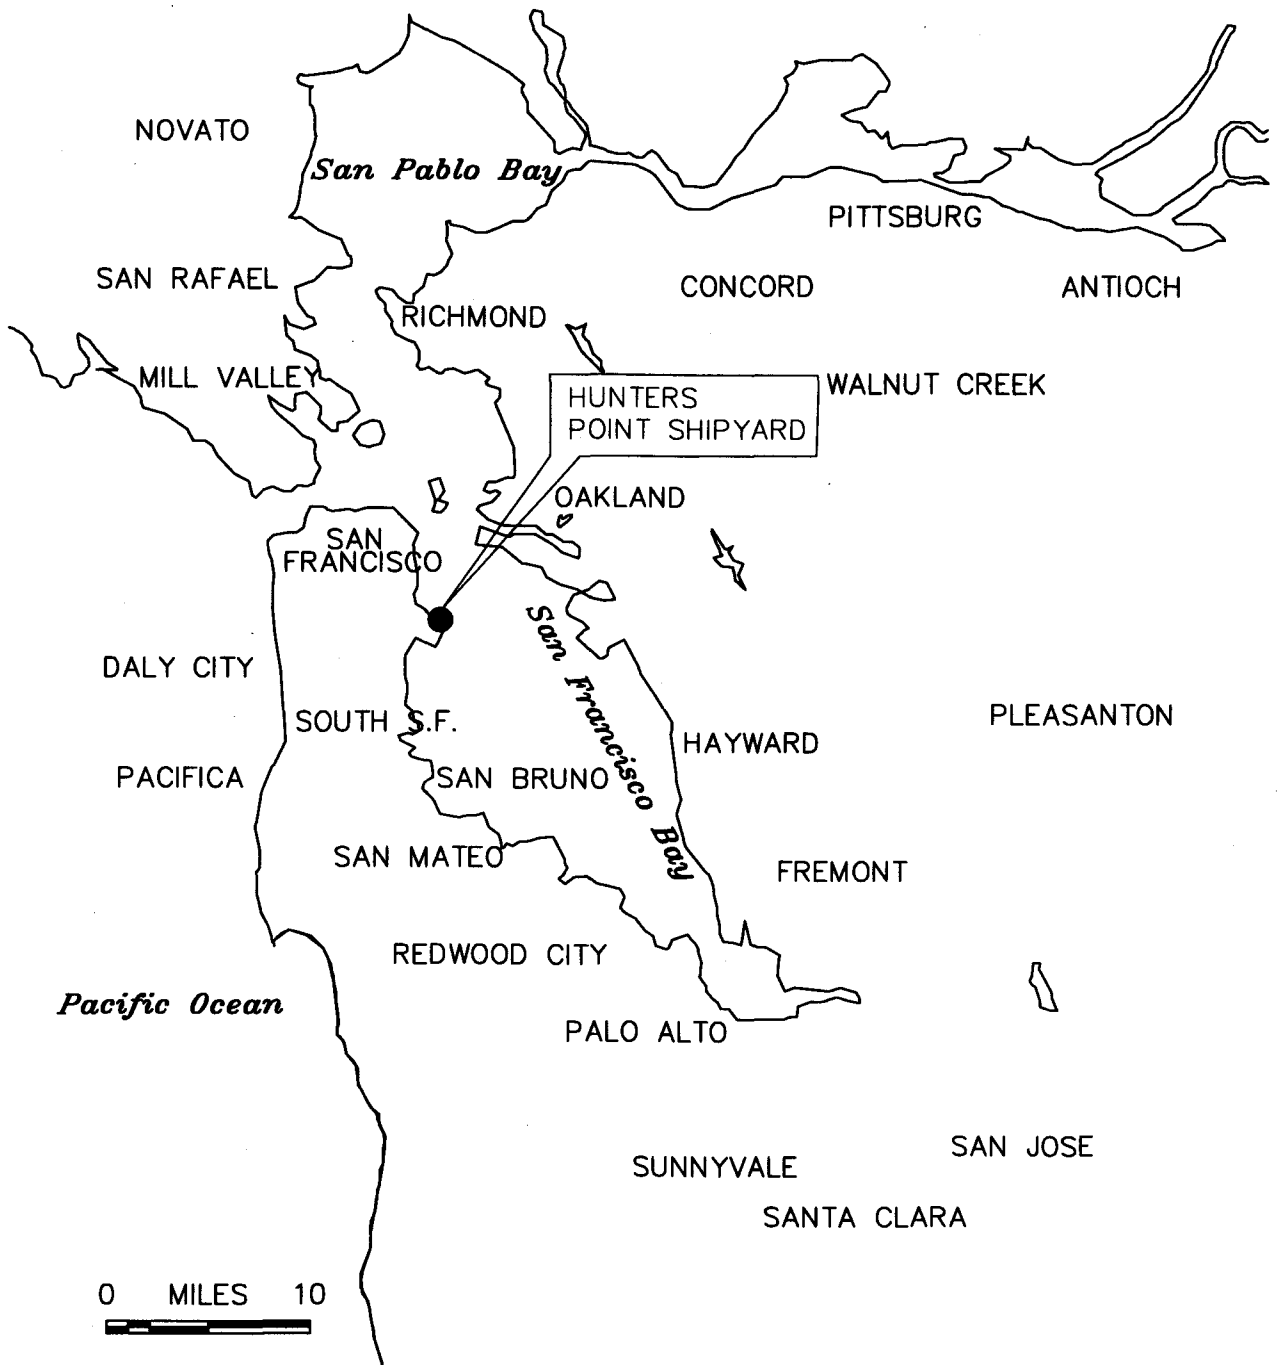 NOVATO
San Pablo Bay
PITTSBURG
SAN RAFAEL
CONCORD
ANTIOCH
RICHMOND
MILL VALLEY
WALNUT CREEK
HUNTERS
POINT SHIPYARD
OAKLAND
SAN
FRANCISCO
San Francisco Bay
DALY CITY
SOUTH S.F.
PLEASANTON
HAYWARD
PACIFICA
SAN BRUNO
SAN MATEO
FREMONT
REDWOOD CITY
Pacific Ocean
PALO ALTO
SAN JOSE
SUNNYVALE
SANTA CLARA
0 MILES 10